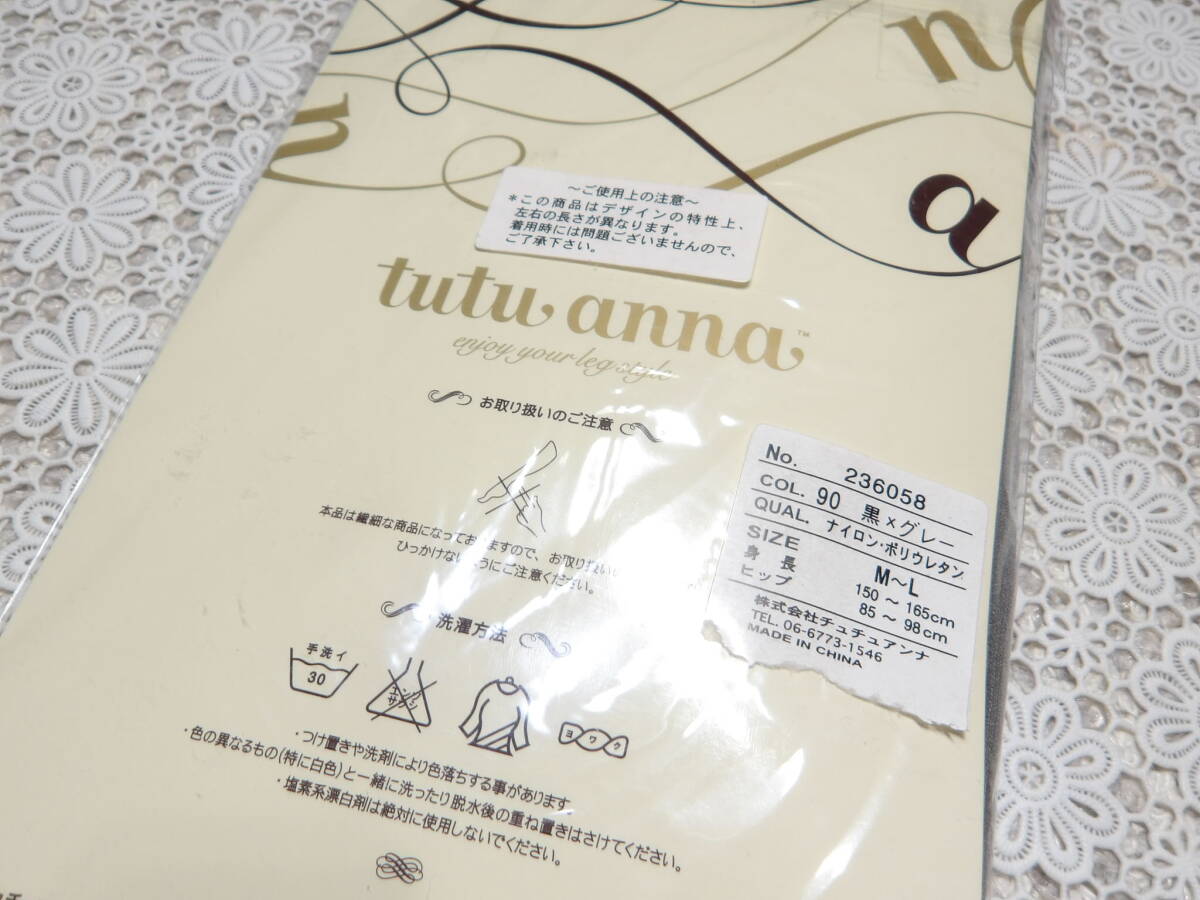 n
n
a
～ご使用上の注意～
*この商品はデザインの特性上、
左右の長さが異なります。
着用時には問題ございませんので、
ご了承下さい。
tutu anna™
enjoy your leg style
お取り扱いのご注意
本品は繊細な商品になっておりますので、お取り扱い
ひっかけないようにご注意ください。
洗濯方法
手洗イ
30
エンソ
サラシ
ヨワク
・つけ置きや洗剤により色落ちする事があります。
・色の異なるもの(特に白色)と一緒に洗ったり脱水後の重ね置きはさけてください。
・塩素系漂白剤は絶対に使用しないでください。
No. 236058
COL. 90 黒×グレー
QUAL. ナイロン・ポリウレタン
SIZE M～L
身長 150～165cm
ヒップ 85～98cm
株式会社チュチュアンナ
TEL. 06-6773-1546
MADE IN CHINA